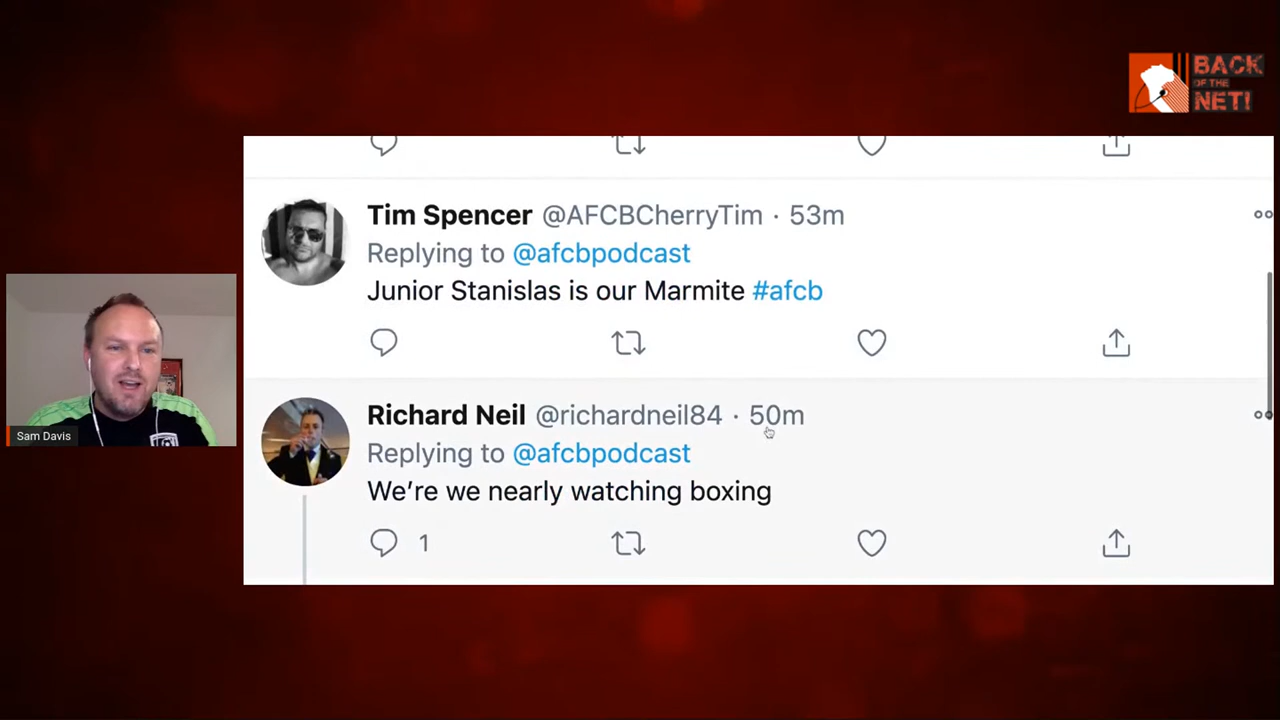 BACK
OF THE
NET!
Tim Spencer @AFCBCherryTim · 53m
Replying to @afcbpodcast
Junior Stanislas is our Marmite #afcb
Richard Neil @richardneil84 · 50m
Replying to @afcbpodcast
We’re we nearly watching boxing
1
Sam Davis